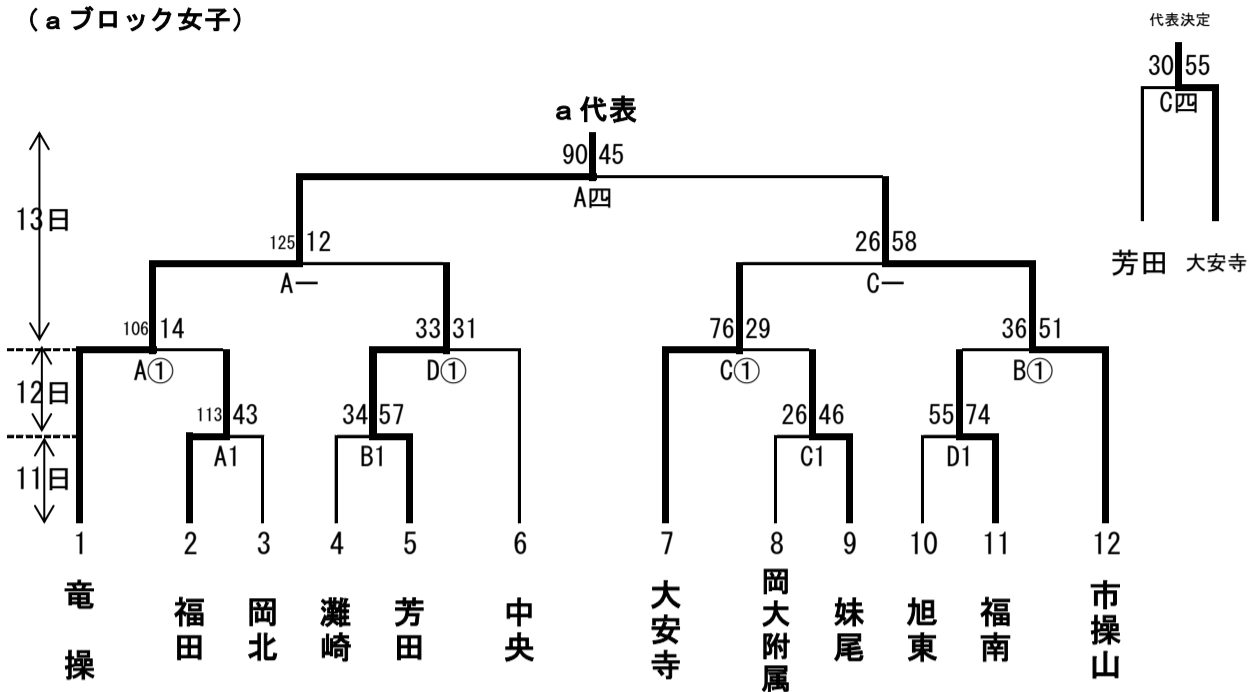 (ａブロック女子)
代表決定
30 55
C四
芳田 大安寺
ａ代表
90 45
A四
13日
125 12
A一
26 58
C一
106 14
A①
33 31
D①
76 29
C①
36 51
B①
12日
113 43
A1
34 57
B1
26 46
C1
55 74
D1
11日
1 2 3 4 5 6 7 8 9 10 11 12
竜操
福田
岡北
灘崎
芳田
中央
大安寺
岡大附属
妹尾
旭東
福南
市操山